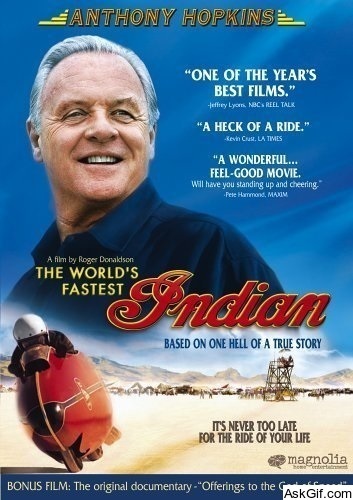 ANTHONY HOPKINS
"ONE OF THE YEAR'S
BEST FILMS."
-Jeffrey Lyons, NBC's REEL TALK
"A HECK OF A RIDE."
-Kevin Crust, LA TIMES
"A WONDERFUL...
FEEL-GOOD MOVIE.
Will have you standing up and cheering."
-Pete Hammond, MAXIM
A film by Roger Donaldson
THE WORLD'S
FASTEST
Indian
BASED ON ONE HELL OF A TRUE STORY
IT'S NEVER TOO LATE
FOR THE RIDE OF YOUR LIFE
magnolia
home entertainment
BONUS FILM: The original documentary - "Offerings to the God of Speed"
AskGif.com